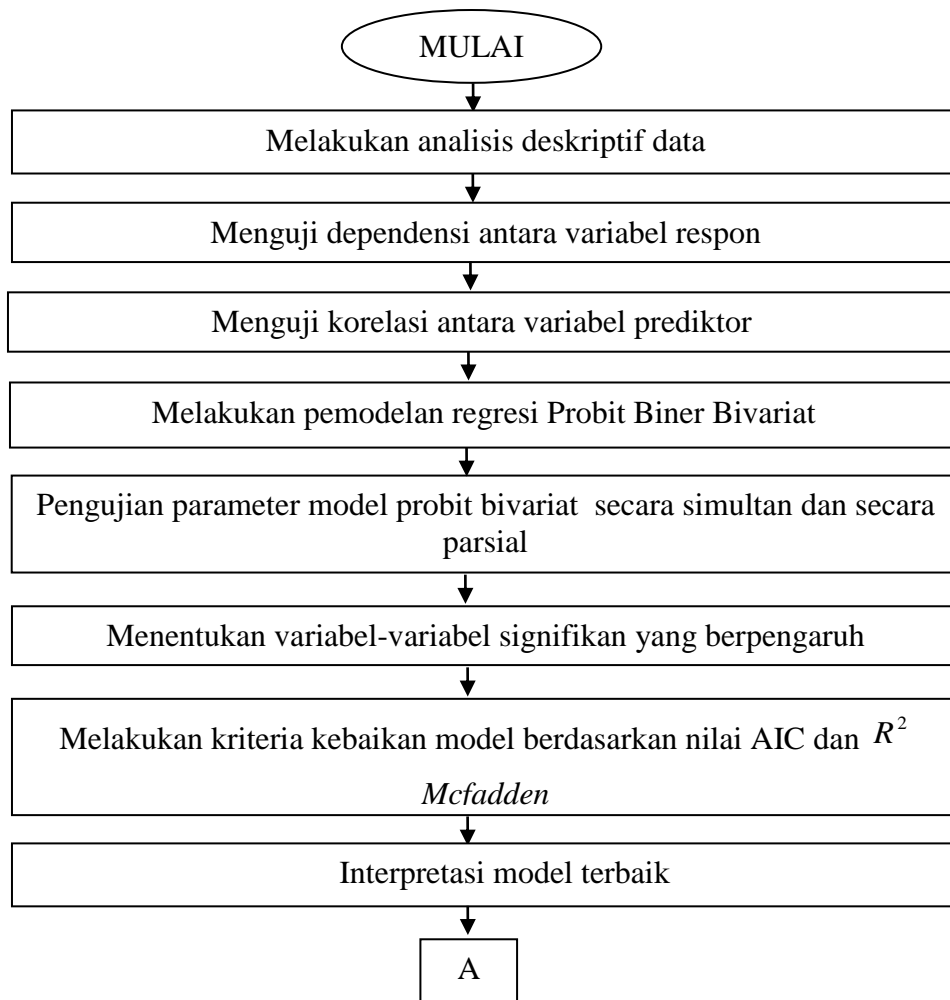 MULAI
Melakukan analisis deskriptif data
Menguji dependensi antara variabel respon
Menguji korelasi antara variabel prediktor
Melakukan pemodelan regresi Probit Biner Bivariat
Pengujian parameter model probit bivariat secara simultan dan secara
parsial
Menentukan variabel-variabel signifikan yang berpengaruh
Melakukan kriteria kebaikan model berdasarkan nilai AIC dan R²
Mcfadden
Interpretasi model terbaik
A